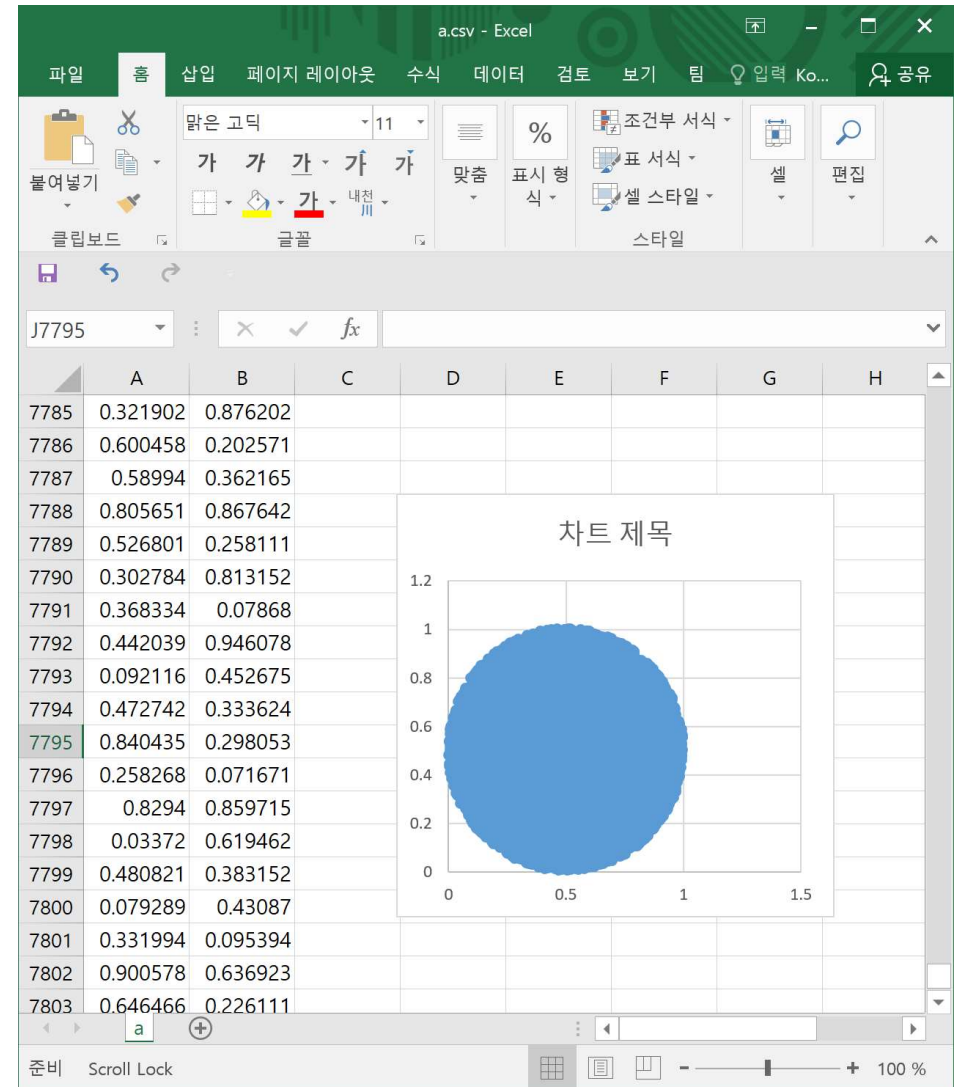 a.csv - Excel
파일 홈 삽입 페이지 레이아웃 수식 데이터 검토 보기 팀 입력 Ko... 공유
붙여넣기
맑은 고딕 11
가 가 가 가 가
가 내천 川
맞춤
%
표시 형식
조건부 서식
표 서식
셀 스타일
셀
편집
클립보드 글꼴 스타일
J7795 fx
A B C D E F G H
7785 0.321902 0.876202
7786 0.600458 0.202571
7787 0.58994 0.362165
7788 0.805651 0.867642
7789 0.526801 0.258111
7790 0.302784 0.813152
7791 0.368334 0.07868
7792 0.442039 0.946078
7793 0.092116 0.452675
7794 0.472742 0.333624
7795 0.840435 0.298053
7796 0.258268 0.071671
7797 0.8294 0.859715
7798 0.03372 0.619462
7799 0.480821 0.383152
7800 0.079289 0.43087
7801 0.331994 0.095394
7802 0.900578 0.636923
7803 0.646466 0.226111
차트 제목
1.2
1
0.8
0.6
0.4
0.2
0
0 0.5 1 1.5
a
준비 Scroll Lock 100 %